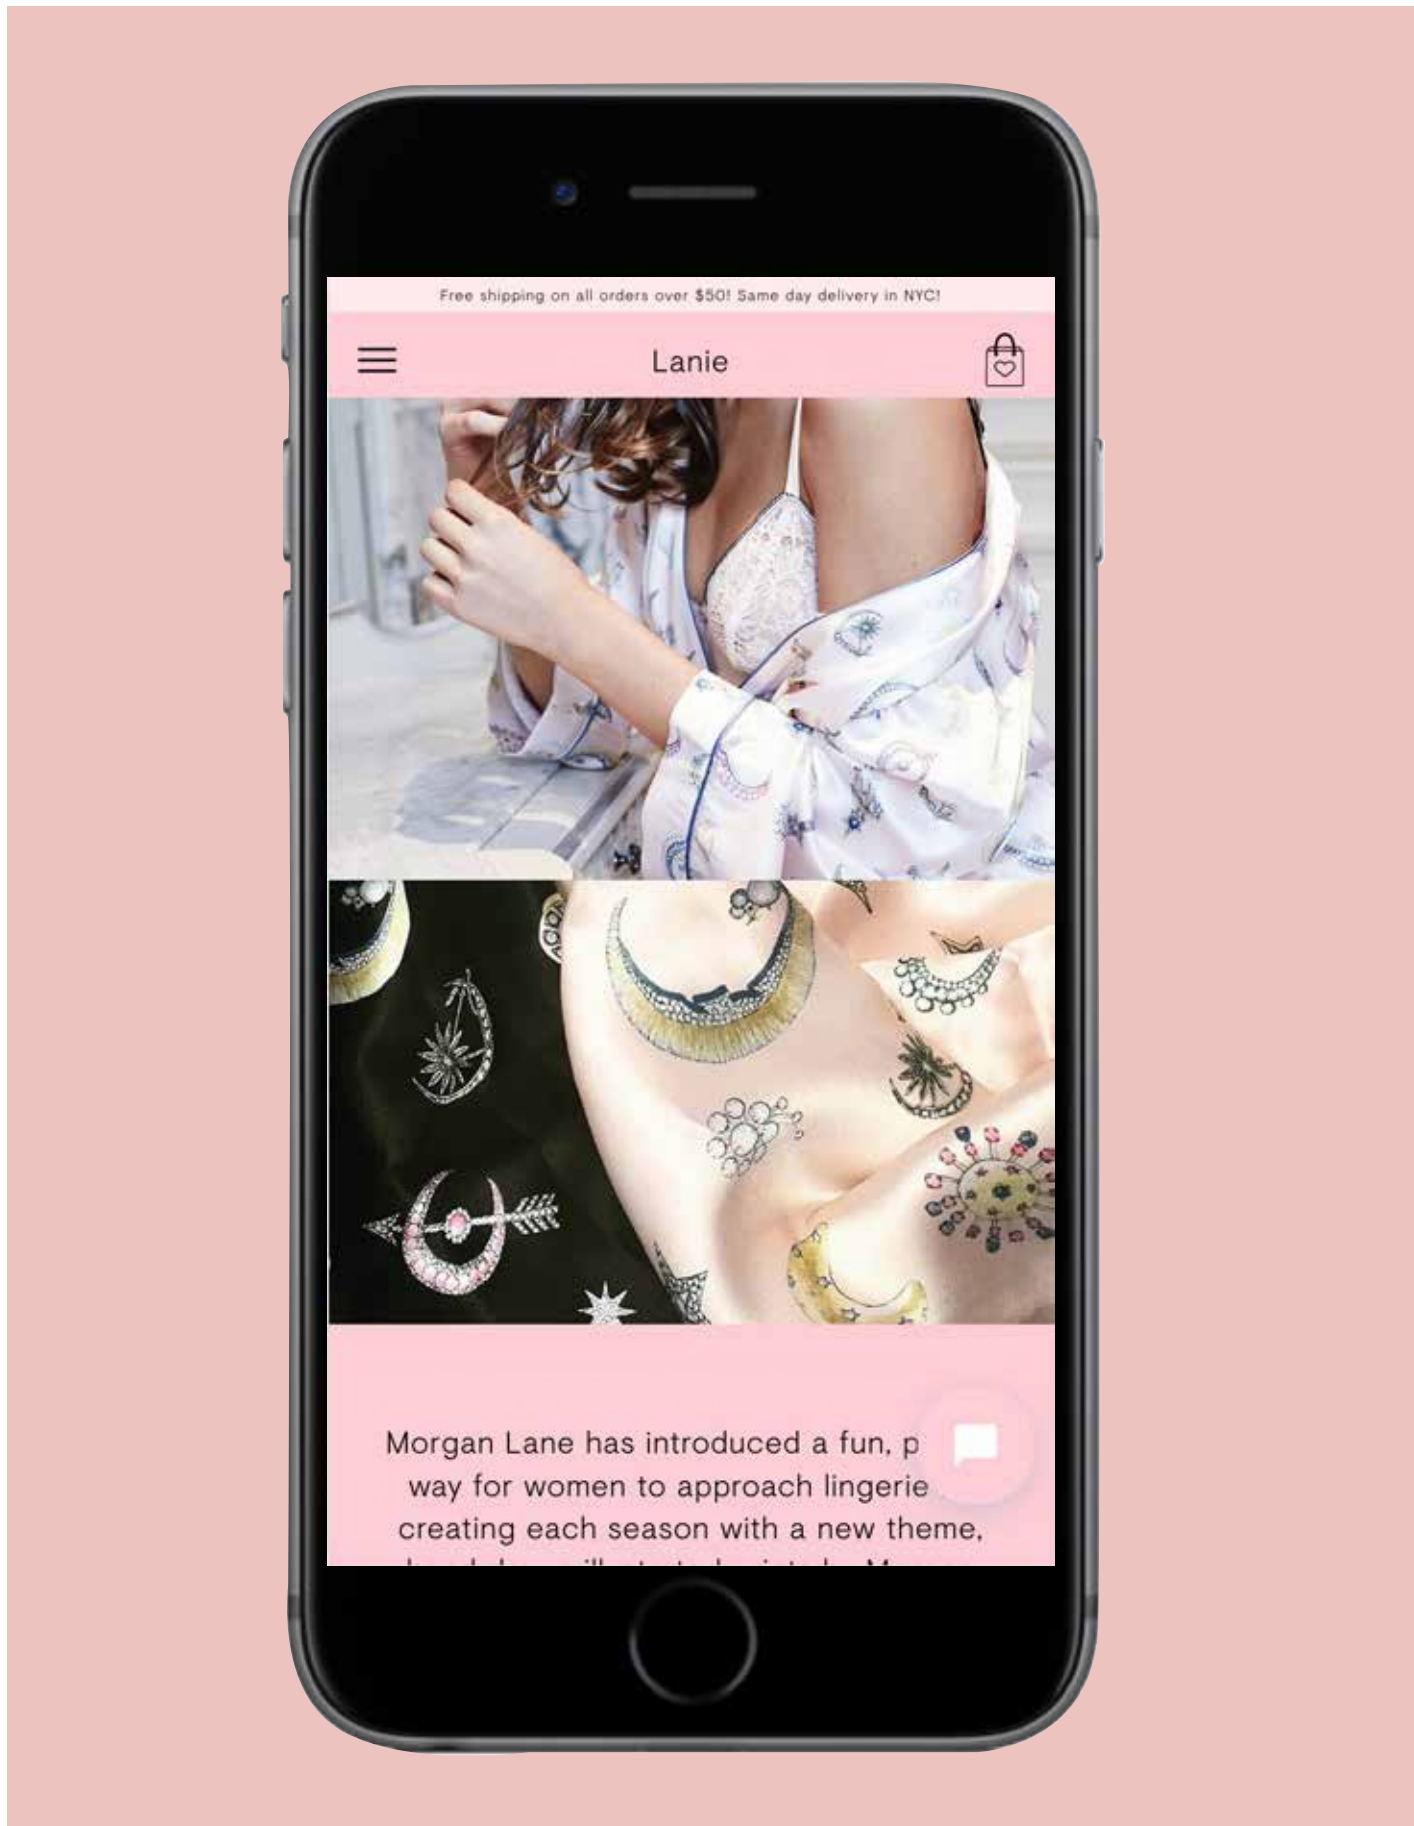 Free shipping on all orders over $50! Same day delivery in NYC!
Lanie
Morgan Lane has introduced a fun, p
way for women to approach lingerie
creating each season with a new theme,